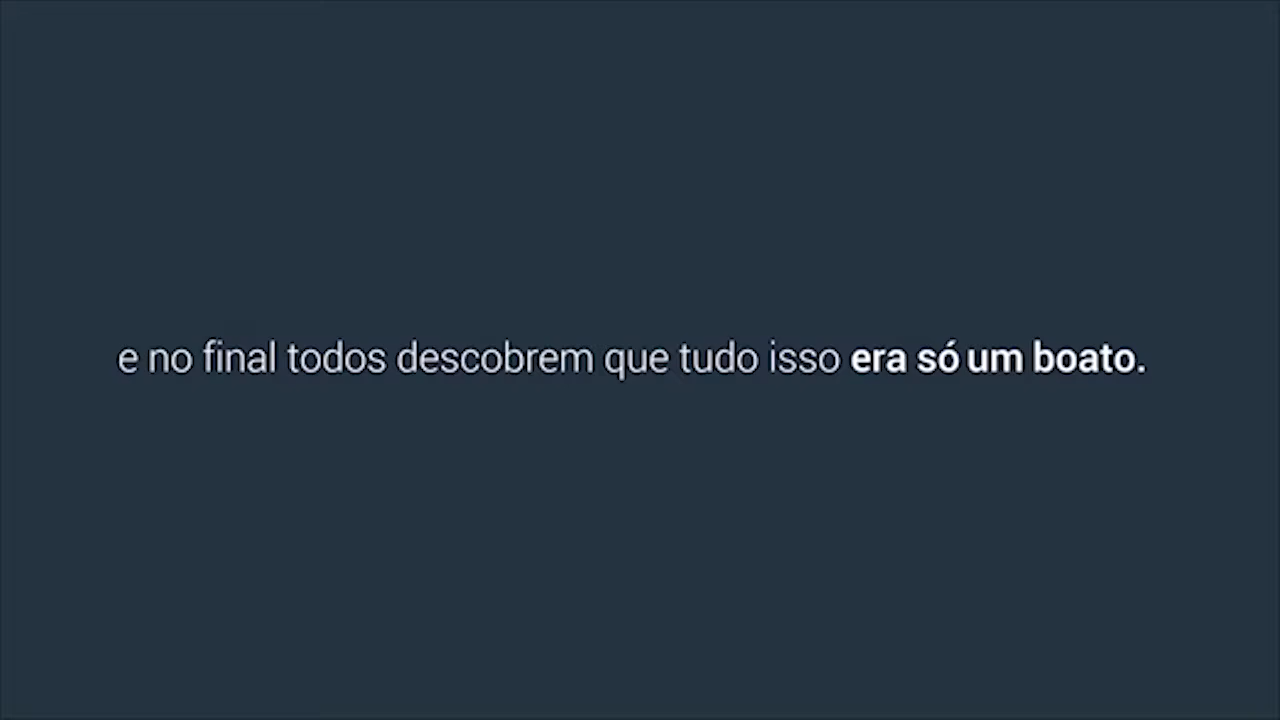 e no final todos descobrem que tudo isso era só um boato.